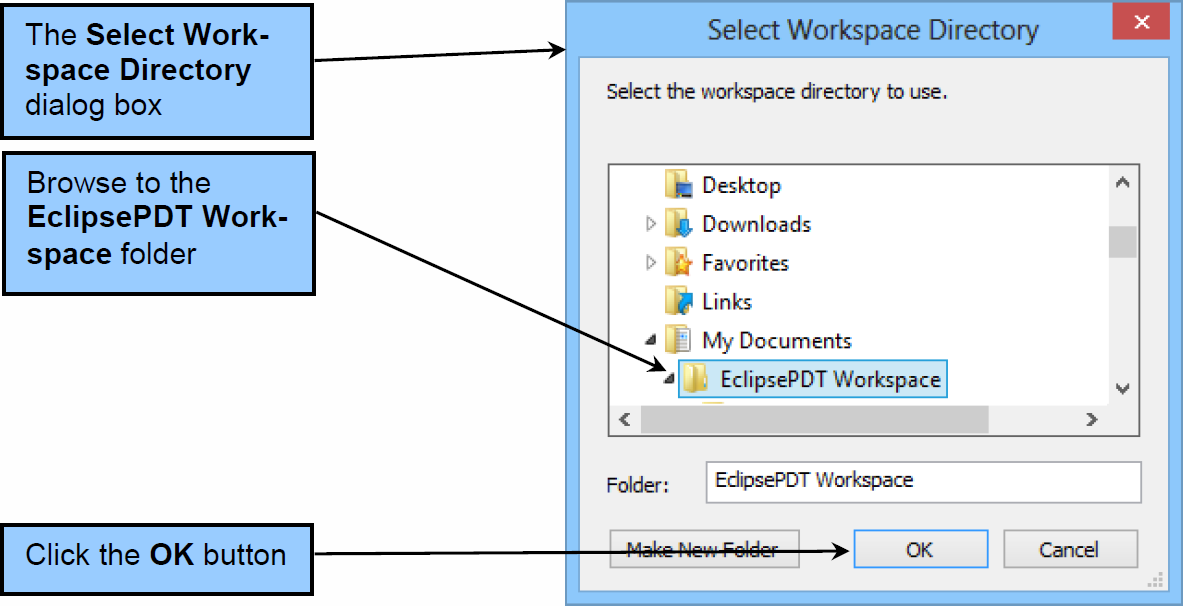 The Select Work-
space Directory
dialog box
Browse to the
EclipsePDT Work-
space folder
Click the OK button
Select Workspace Directory
Select the workspace directory to use.
Desktop
Downloads
Favorites
Links
My Documents
EclipsePDT Workspace
Folder: EclipsePDT Workspace
Make New Folder OK Cancel